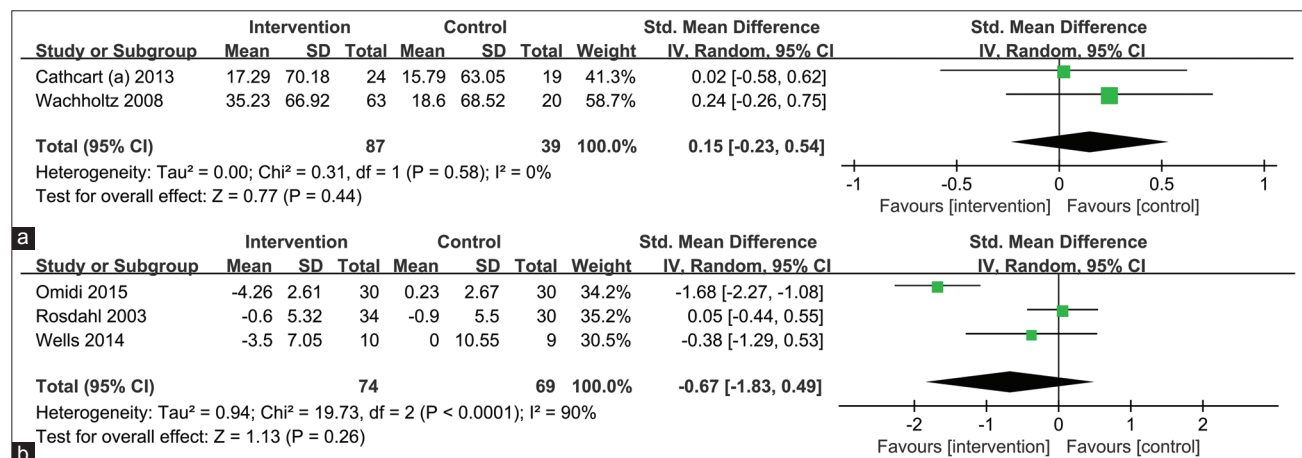 Intervention Control Std. Mean Difference Std. Mean Difference
Study or Subgroup Mean SD Total Mean SD Total Weight IV, Random, 95% CI IV, Random, 95% CI
Cathcart (a) 2013 17.29 70.18 24 15.79 63.05 19 41.3% 0.02 [-0.58, 0.62]
Wachholtz 2008 35.23 66.92 63 18.6 68.52 20 58.7% 0.24 [-0.26, 0.75]
Total (95% CI) 87 39 100.0% 0.15 [-0.23, 0.54]
Heterogeneity: Tau² = 0.00; Chi² = 0.31, df = 1 (P = 0.58); I² = 0%
Test for overall effect: Z = 0.77 (P = 0.44)
-1 -0.5 0 0.5 1
Favours [intervention] Favours [control]
a
Intervention Control Std. Mean Difference Std. Mean Difference
Study or Subgroup Mean SD Total Mean SD Total Weight IV, Random, 95% CI IV, Random, 95% CI
Omidi 2015 -4.26 2.61 30 0.23 2.67 30 34.2% -1.68 [-2.27, -1.08]
Rosdahl 2003 -0.6 5.32 34 -0.9 5.5 30 35.2% 0.05 [-0.44, 0.55]
Wells 2014 -3.5 7.05 10 0 10.55 9 30.5% -0.38 [-1.29, 0.53]
Total (95% CI) 74 69 100.0% -0.67 [-1.83, 0.49]
Heterogeneity: Tau² = 0.94; Chi² = 19.73, df = 2 (P < 0.0001); I² = 90%
Test for overall effect: Z = 1.13 (P = 0.26)
-2 -1 0 1 2
Favours [intervention] Favours [control]
b